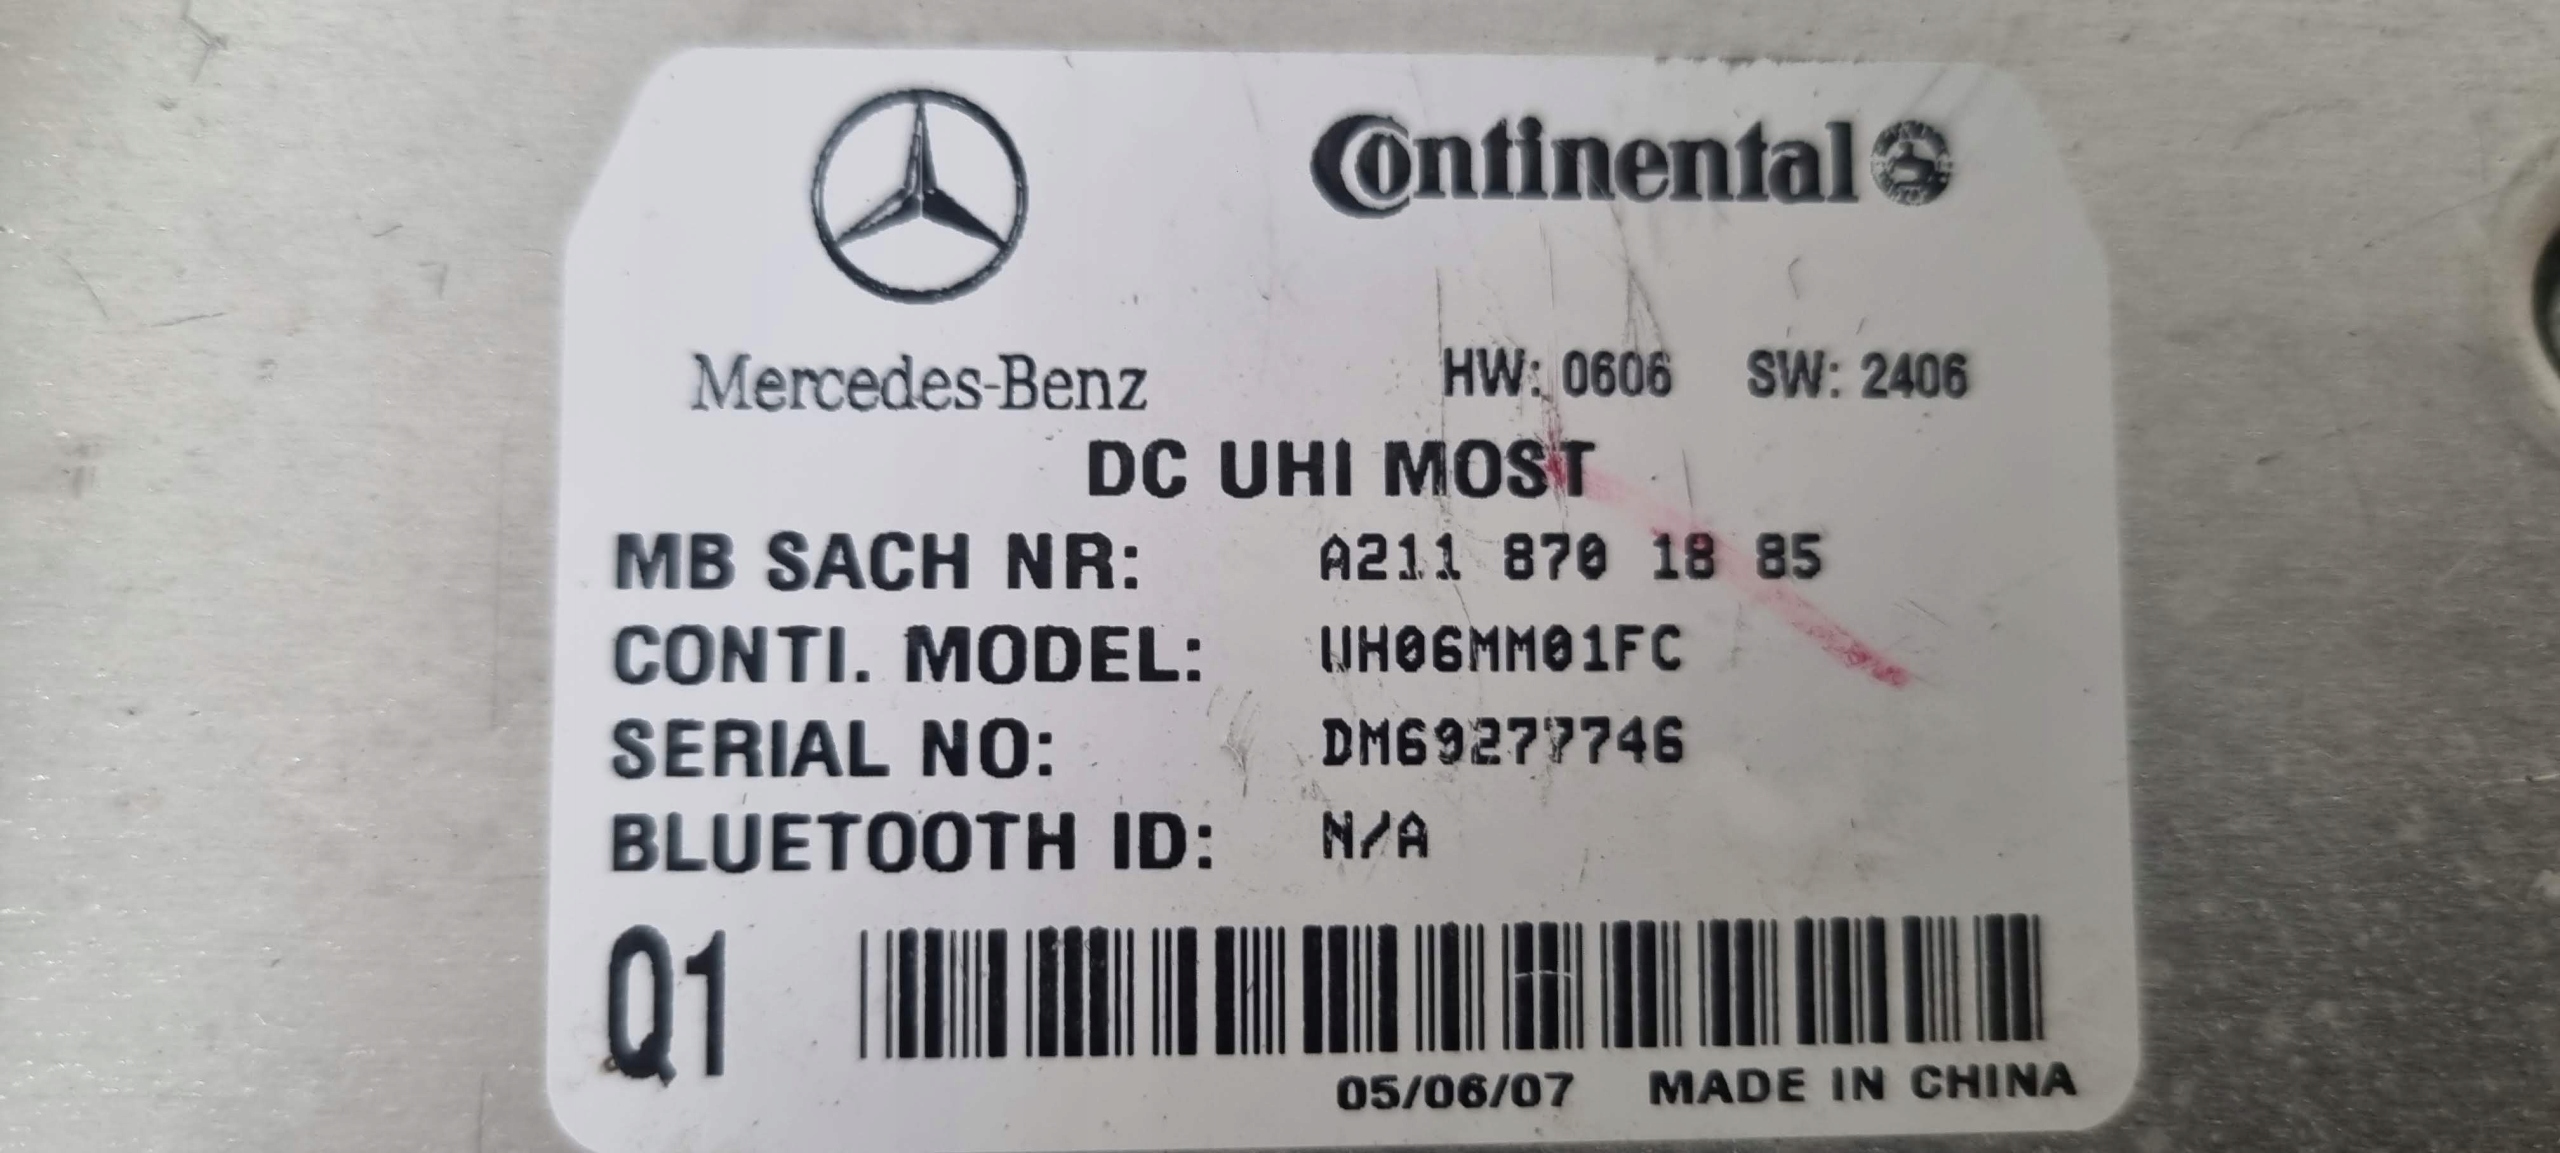 Continental
Mercedes-Benz
HW: 0606 SW: 2406
DC UHI MOST
MB SACH NR: A211 870 18 85
CONTI. MODEL: UH06MM01FC
SERIAL NO: DM69277746
BLUETOOTH ID: N/A
Q1
05/06/07 MADE IN CHINA